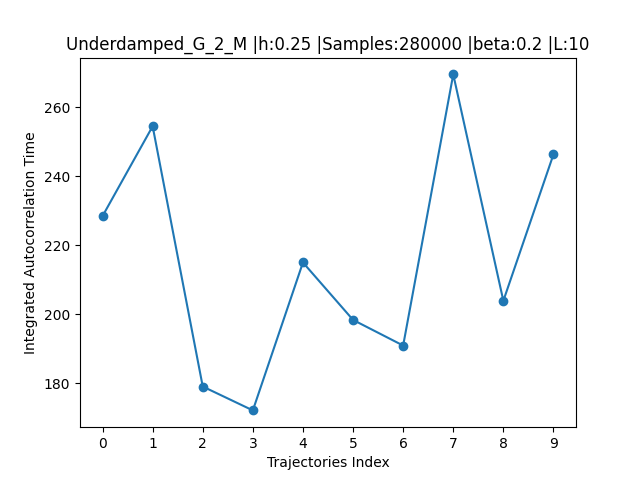 Underdamped_G_2_M |h:0.25 |Samples:280000 |beta:0.2 |L:10
Integrated Autocorrelation Time
260
240
220
200
180
0 1 2 3 4 5 6 7 8 9
Trajectories Index